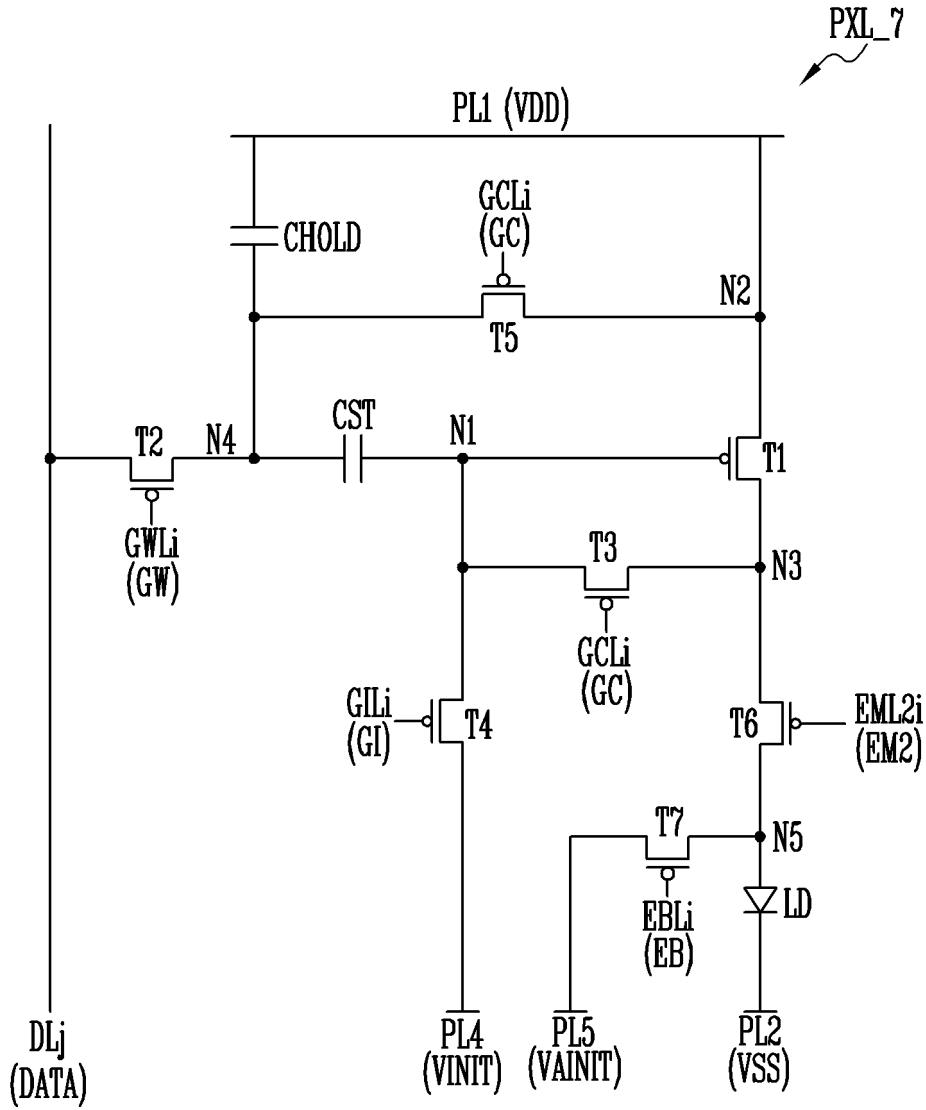 PXL_7
PL1 (VDD)
GCLi
(GC)
CHOLD
N2
T5
CST
T2
N4
N1
T1
GWLi
(GW)
T3
N3
GCLi
(GC)
GILi
(GI)
T4
T6
EML2i
(EM2)
T7
N5
EBLi
(EB)
LD
DLj
(DATA)
PL4
(VINIT)
PL5
(VAINIT)
PL2
(VSS)